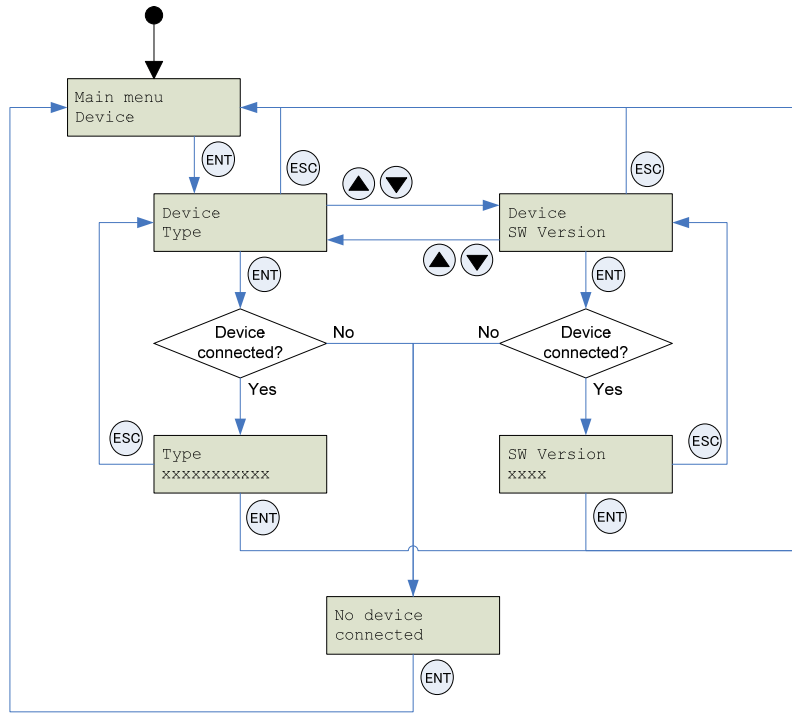 Main menu
Device
ENT
ESC
ESC
Device
Type
Device
SW Version
ENT
ENT
Device
connected?
No
No
Device
connected?
Yes
Yes
ESC
Type
xxxxxxxxxxx
SW Version
xxxx
ESC
ENT
ENT
No device
connected
ENT